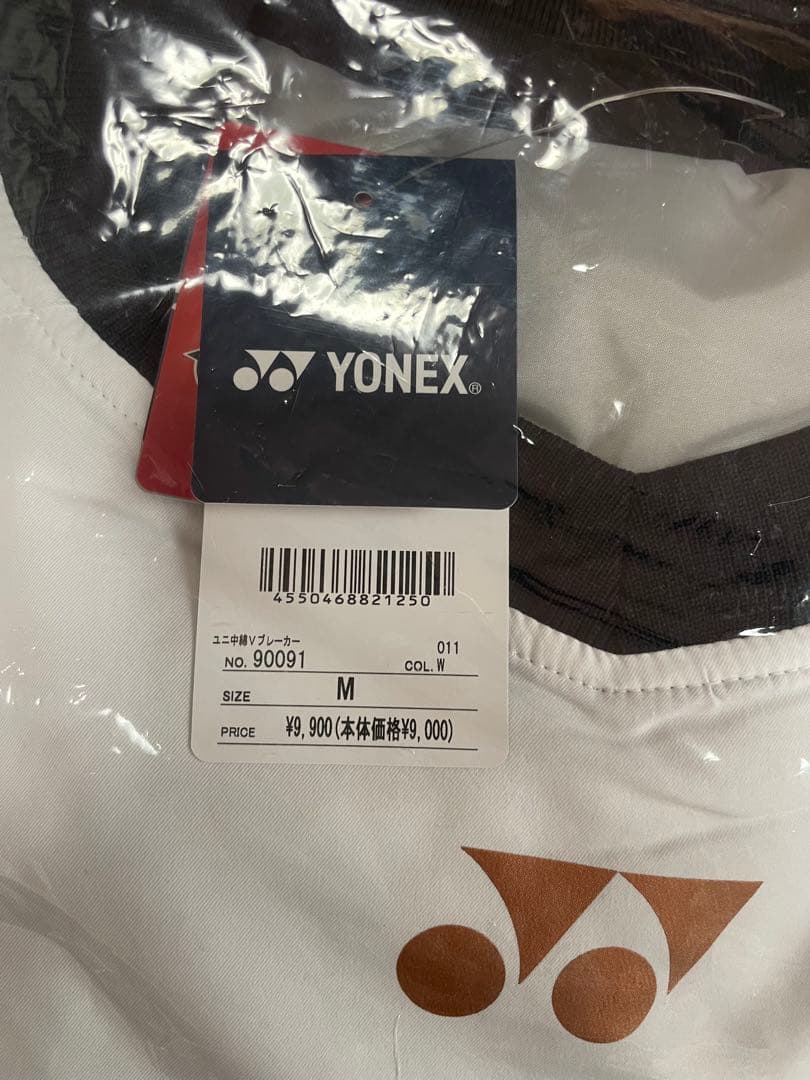 YONEX®
4550468821250
ユニ中綿Vブレーカー
011
NO. 90091
COL. W
SIZE M
PRICE ¥9,900(本体価格¥9,000)